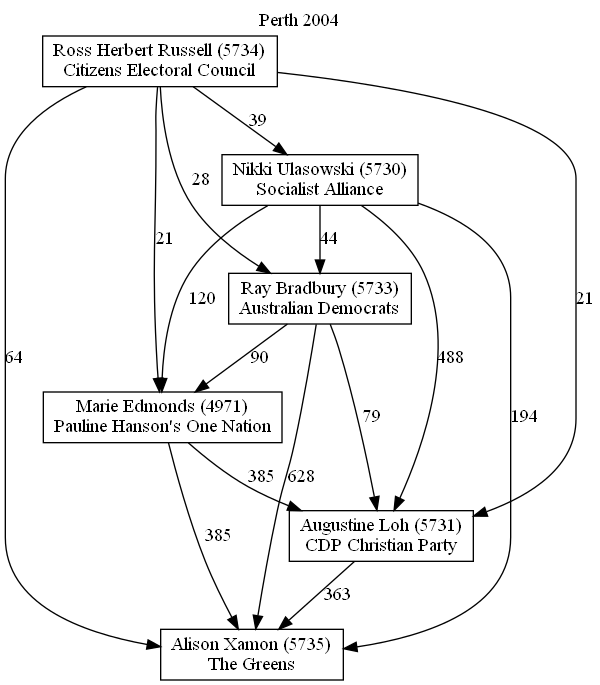 Perth 2004
Ross Herbert Russell (5734)
Citizens Electoral Council
39
Nikki Ulasowski (5730)
Socialist Alliance
28
21
44
120
21
Ray Bradbury (5733)
Australian Democrats
64
90
488
Marie Edmonds (4971)
Pauline Hanson's One Nation
79
194
385
628
Augustine Loh (5731)
CDP Christian Party
385
363
Alison Xamon (5735)
The Greens